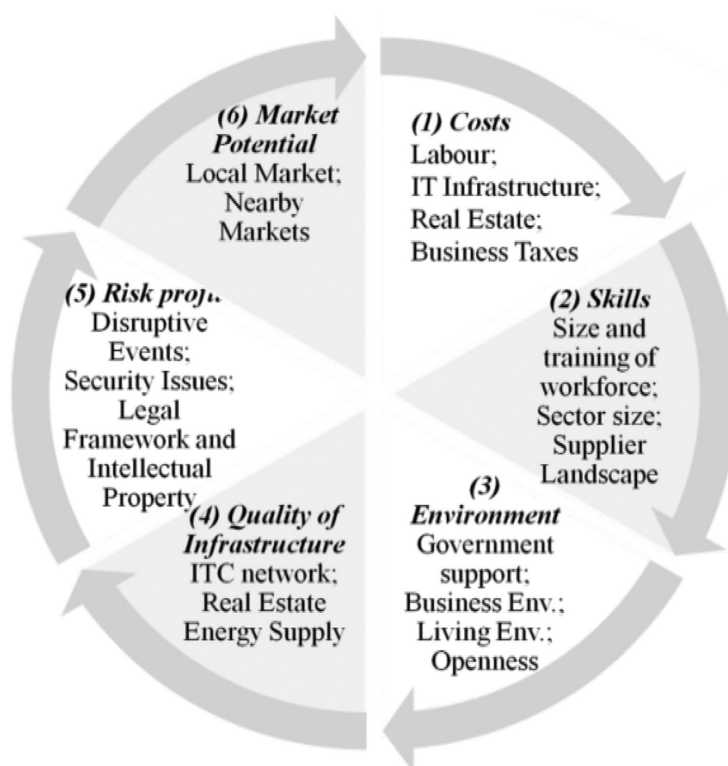 (1) Costs
Labour;
IT Infrastructure;
Real Estate;
Business Taxes
(2) Skills
Size and
training of
workforce;
Sector size;
Supplier
Landscape
(3)
Environment
Government
support;
Business Env.;
Living Env.;
Openness
(4) Quality of
Infrastructure
ITC network;
Real Estate
Energy Supply
(5) Risk
Disruptive
Events;
Security Issues;
Legal
Framework and
Intellectual
Property
(6) Market
Potential
Local Market;
Nearby
Markets